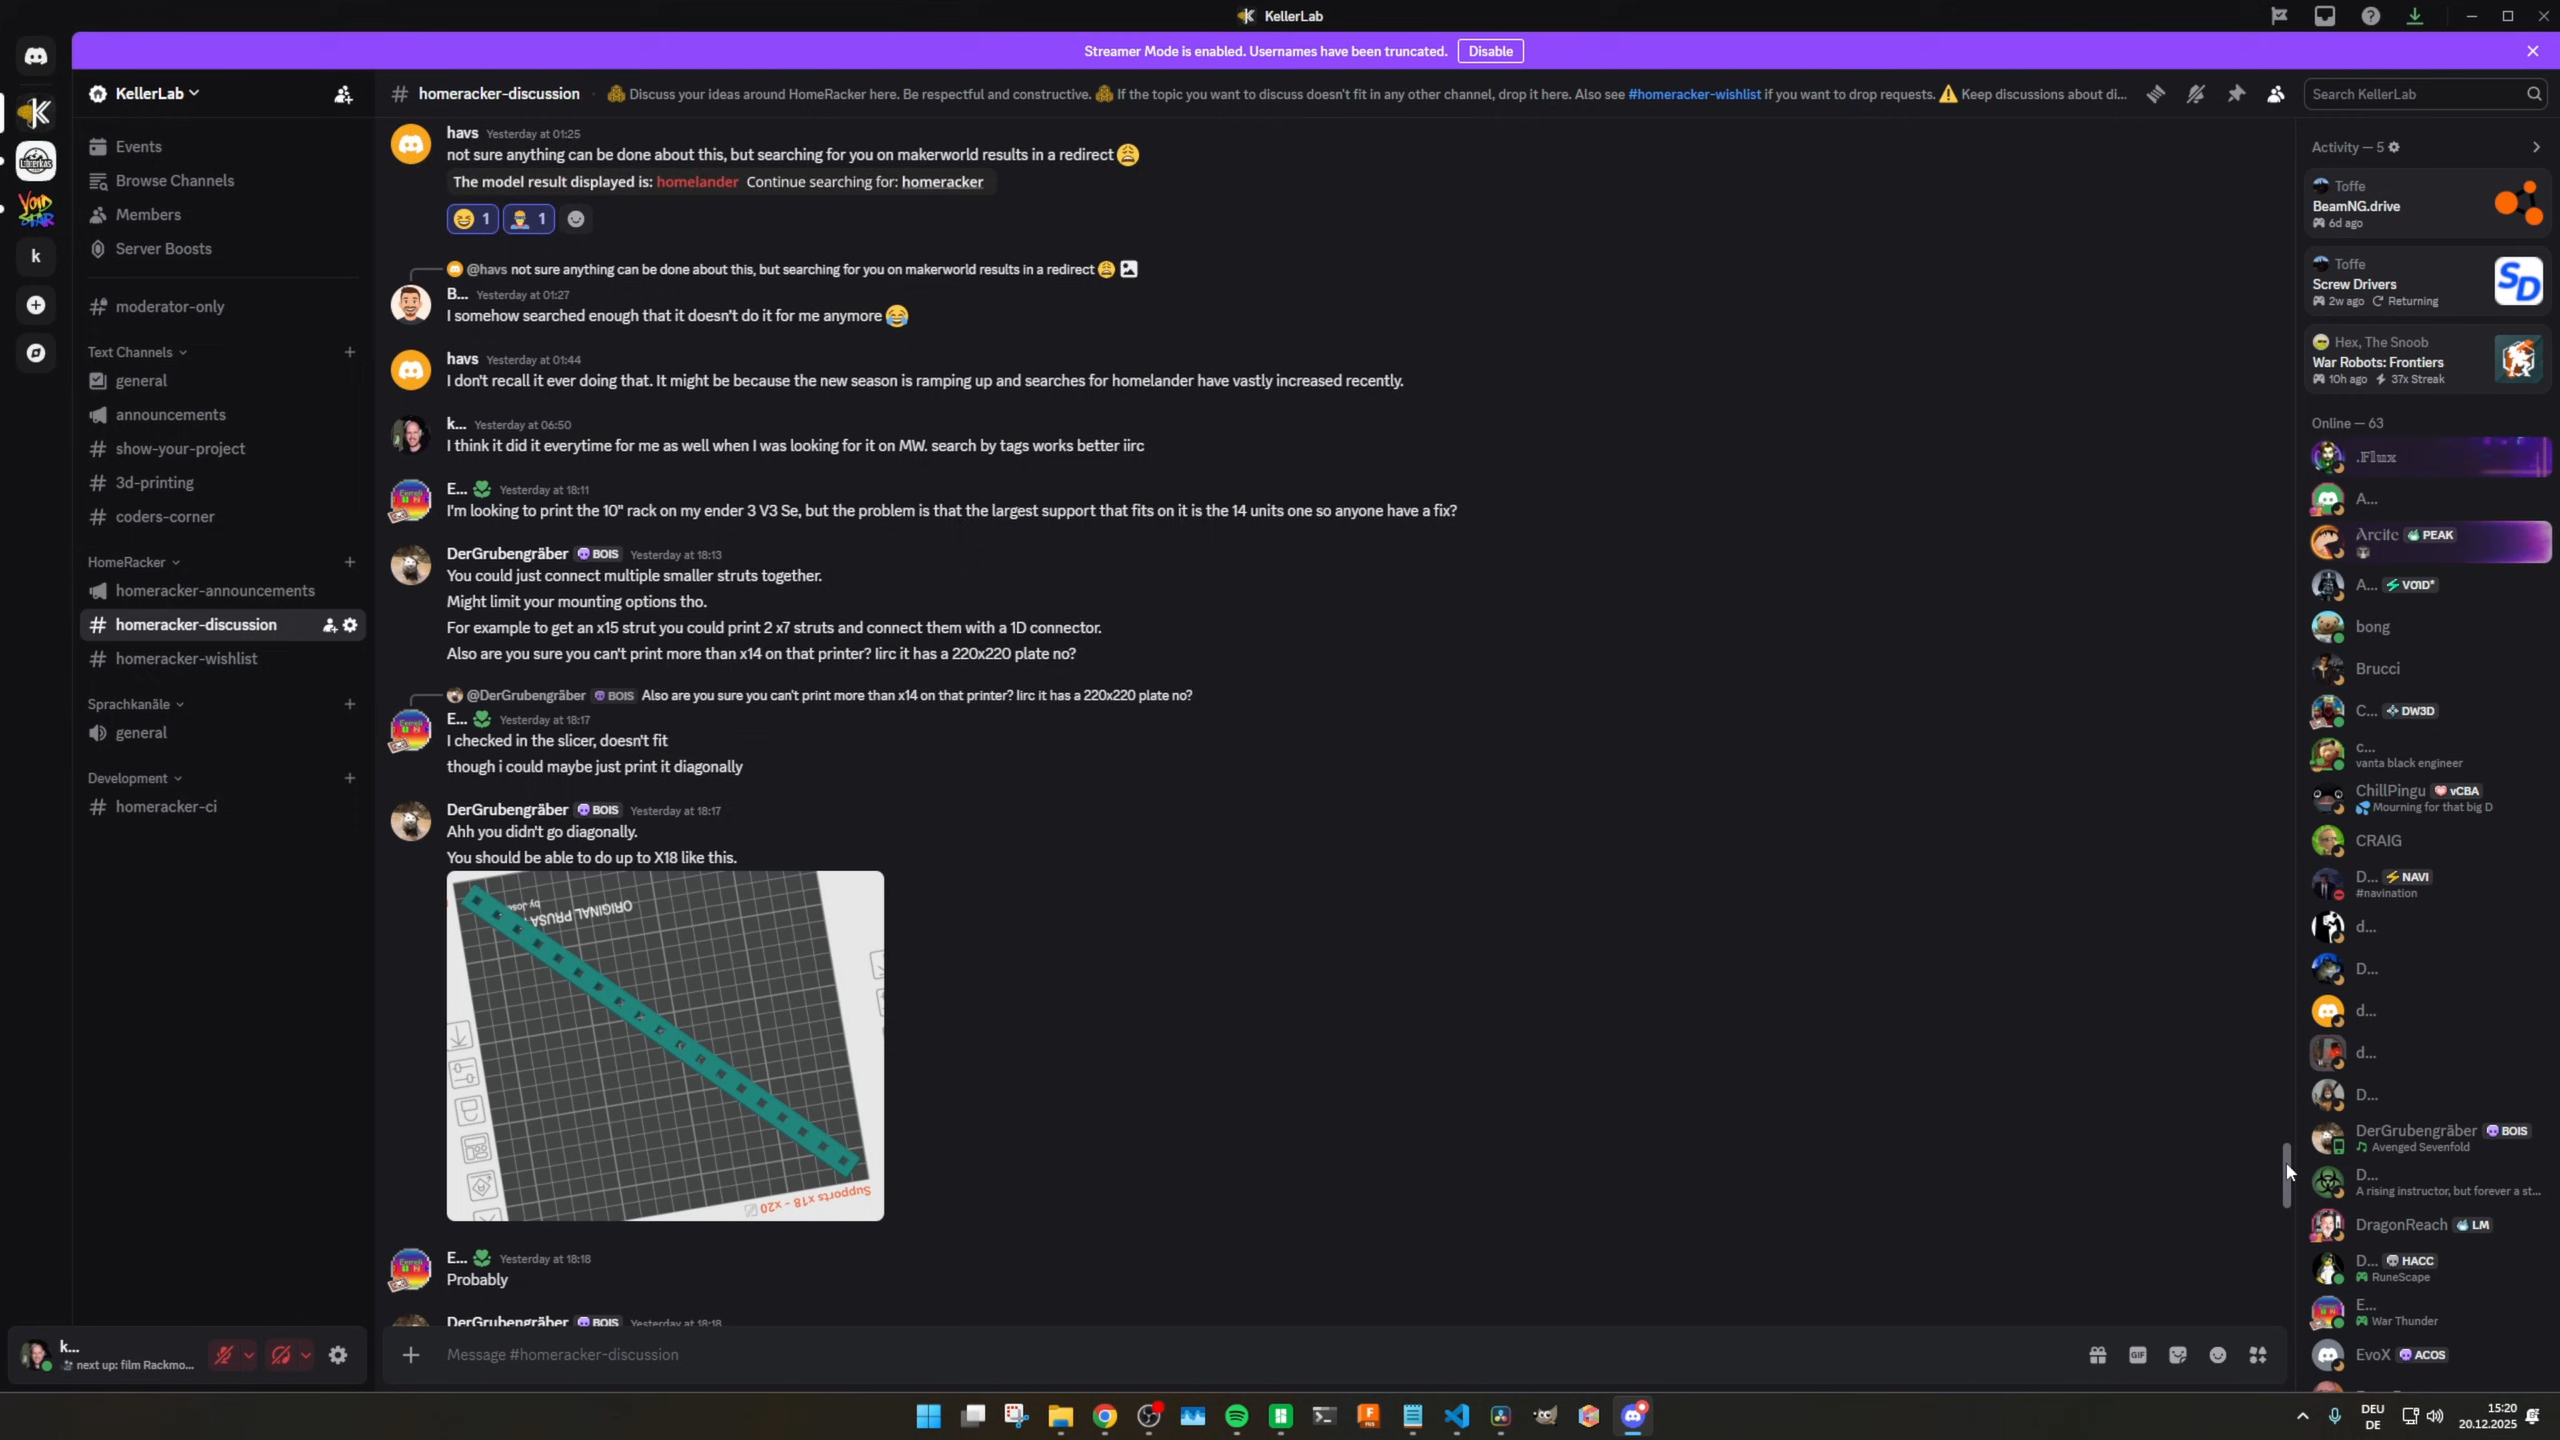 KellerLab
Streamer Mode is enabled. Usernames have been truncated. Disable
KellerLab
Events
Browse Channels
Members
Server Boosts
moderator-only
Text Channels
general
announcements
show-your-project
3d-printing
coders-corner
HomeRacker
homeracker-announcements
homeracker-discussion
homeracker-wishlist
Sprachkanäle
general
Development
homeracker-ci
k...
next up: film Rackmo...
homeracker-discussion
Discuss your ideas around HomeRacker here. Be respectful and constructive. If the topic you want to discuss doesn't fit in any other channel, drop it here. Also see #homeracker-wishlist if you want to drop requests. ⚠️ Keep discussions about di...
Search KellerLab
havs Yesterday at 01:25
not sure anything can be done about this, but searching for you on makerworld results in a redirect 😩
The model result displayed is: homelander Continue searching for: homeracker
1 1
@havs not sure anything can be done about this, but searching for you on makerworld results in a redirect 😩
B... Yesterday at 01:27
I somehow searched enough that it doesn't do it for me anymore 😂
havs Yesterday at 01:44
I don't recall it ever doing that. It might be because the new season is ramping up and searches for homelander have vastly increased recently.
k... Yesterday at 06:50
I think it did it everytime for me as well when I was looking for it on MW. search by tags works better iirc
E... Yesterday at 18:11
I'm looking to print the 10" rack on my ender 3 V3 Se, but the problem is that the largest support that fits on it is the 14 units one so anyone have a fix?
DerGrubengräber BOIS Yesterday at 18:13
You could just connect multiple smaller struts together.
Might limit your mounting options tho.
For example to get an x15 strut you could print 2 x7 struts and connect them with a 1D connector.
Also are you sure you can't print more than x14 on that printer? Iirc it has a 220x220 plate no?
@DerGrubengräber BOIS Also are you sure you can't print more than x14 on that printer? Iirc it has a 220x220 plate no?
E... Yesterday at 18:17
I checked in the slicer, doesn't fit
though i could maybe just print it diagonally
DerGrubengräber BOIS Yesterday at 18:17
Ahh you didn't go diagonally.
You should be able to do up to X18 like this.
ORIGINAL PRUSA
by Jose
Supports x18 - x20
E... Yesterday at 18:18
Probably
DerGrubengräber BOIS Yesterday at 18:18
Message #homeracker-discussion
GIF
Activity — 5
Toffe
BeamNG.drive
6d ago
Toffe
Screw Drivers
2w ago Returning
SD
Hex, The Snoob
War Robots: Frontiers
10h ago 37x Streak
Online — 63
.Flux
A...
Arcite PEAK
A... VOID*
bong
Brucci
C... DW3D
c...
vanta black engineer
ChillPingu vCBA
Mourning for that big D
CRAIG
D... NAVI
#navination
d...
D...
d...
d...
D...
DerGrubengräber BOIS
Avenged Sevenfold
D...
A rising instructor, but forever a st...
DragonReach LM
D... HACC
RuneScape
E...
War Thunder
EvoX ACOS
DEU
DE
15:20
20.12.2025